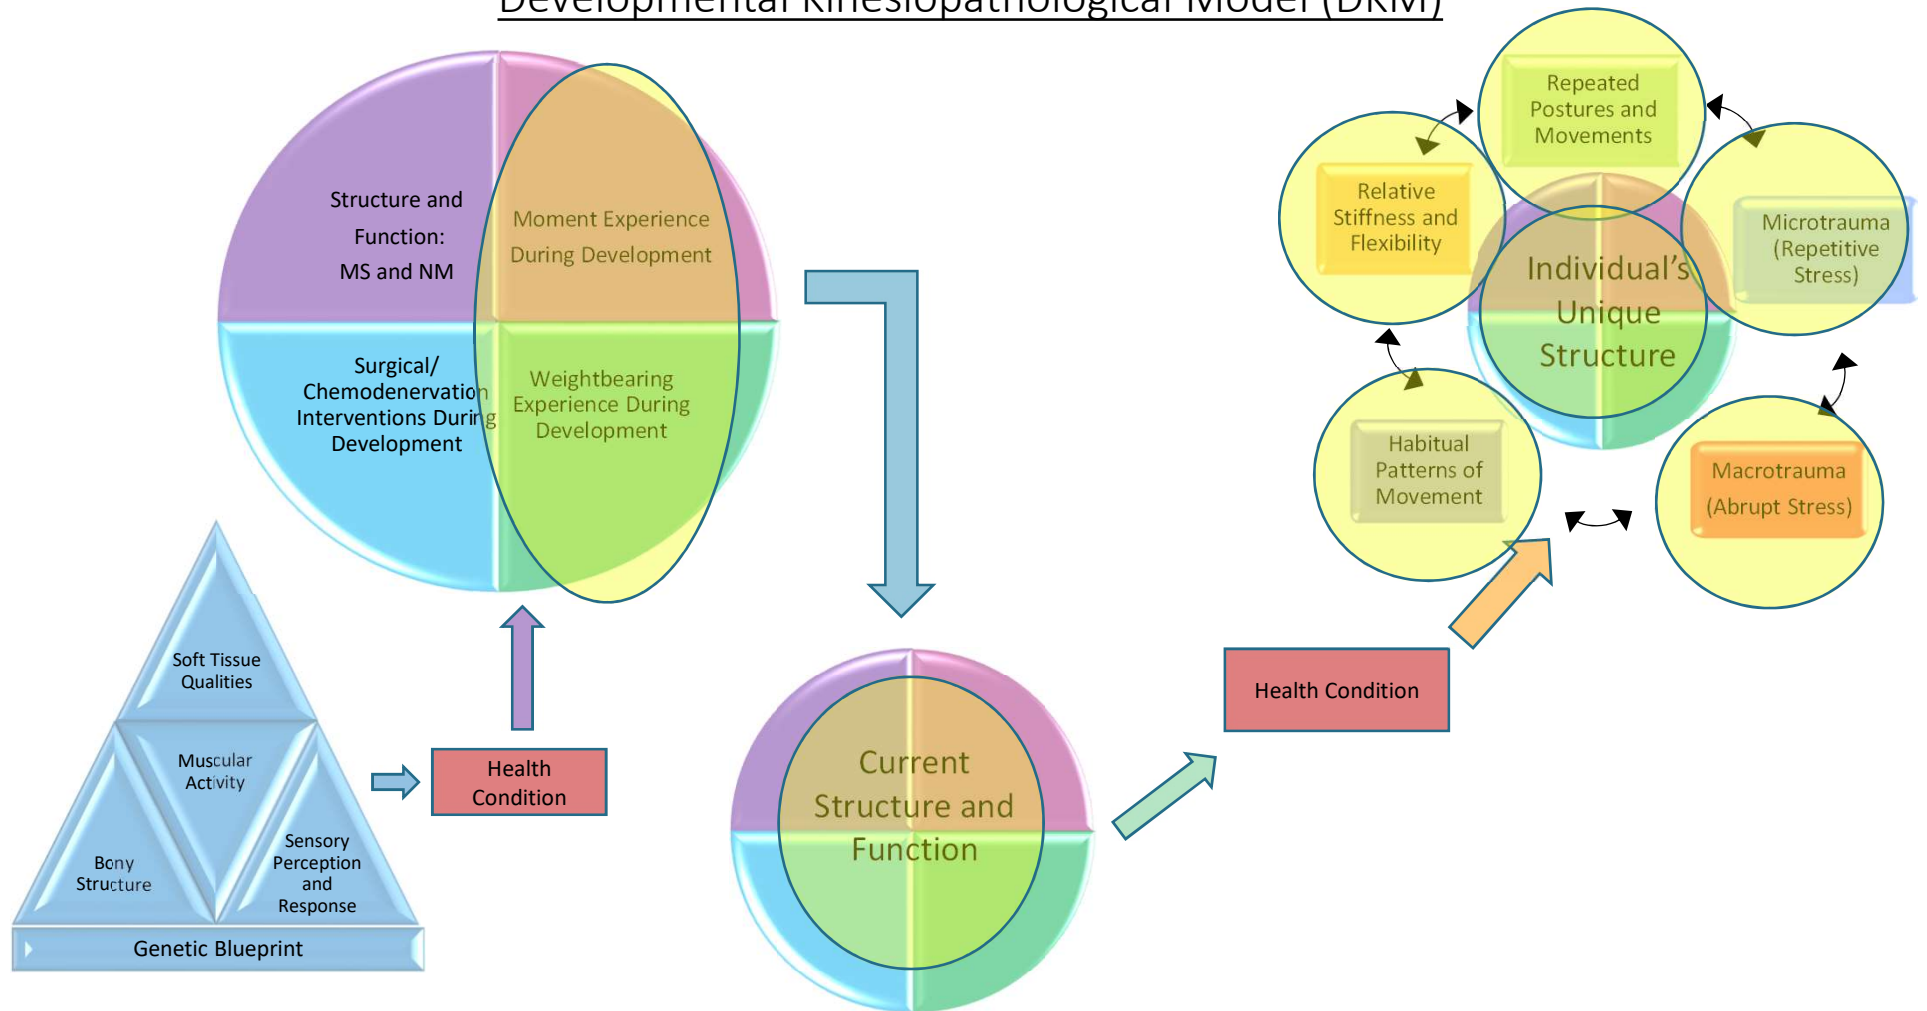 Developmental Kinesiopathological Model (DKM)
Structure and
Function:
MS and NM
Moment Experience
During Development
Surgical/
Chemodenervation
Interventions During
Development
Weightbearing
Experience During
Development
Soft Tissue
Qualities
Muscular
Activity
Bony
Structure
Sensory
Perception
and
Response
Genetic Blueprint
Health
Condition
Current
Structure and
Function
Health Condition
Repeated
Postures and
Movements
Relative
Stiffness and
Flexibility
Microtrauma
(Repetitive
Stress)
Individual's
Unique
Structure
Habitual
Patterns of
Movement
Macrotrauma
(Abrupt Stress)